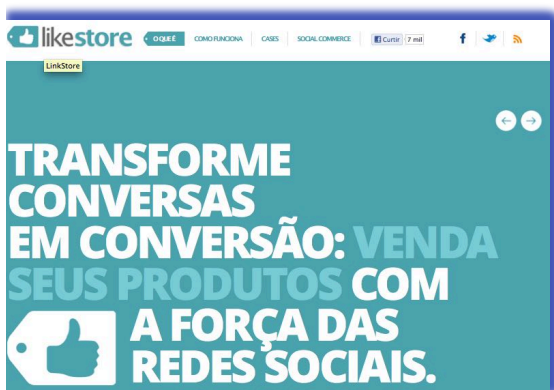 likestore O QUE É COMO FUNCIONA CASES SOCIAL COMMERCE Curtir 7 mil
LinkStore
TRANSFORME
CONVERSAS
EM CONVERSÃO: VENDA
SEUS PRODUTOS COM
A FORÇA DAS
REDES SOCIAIS.